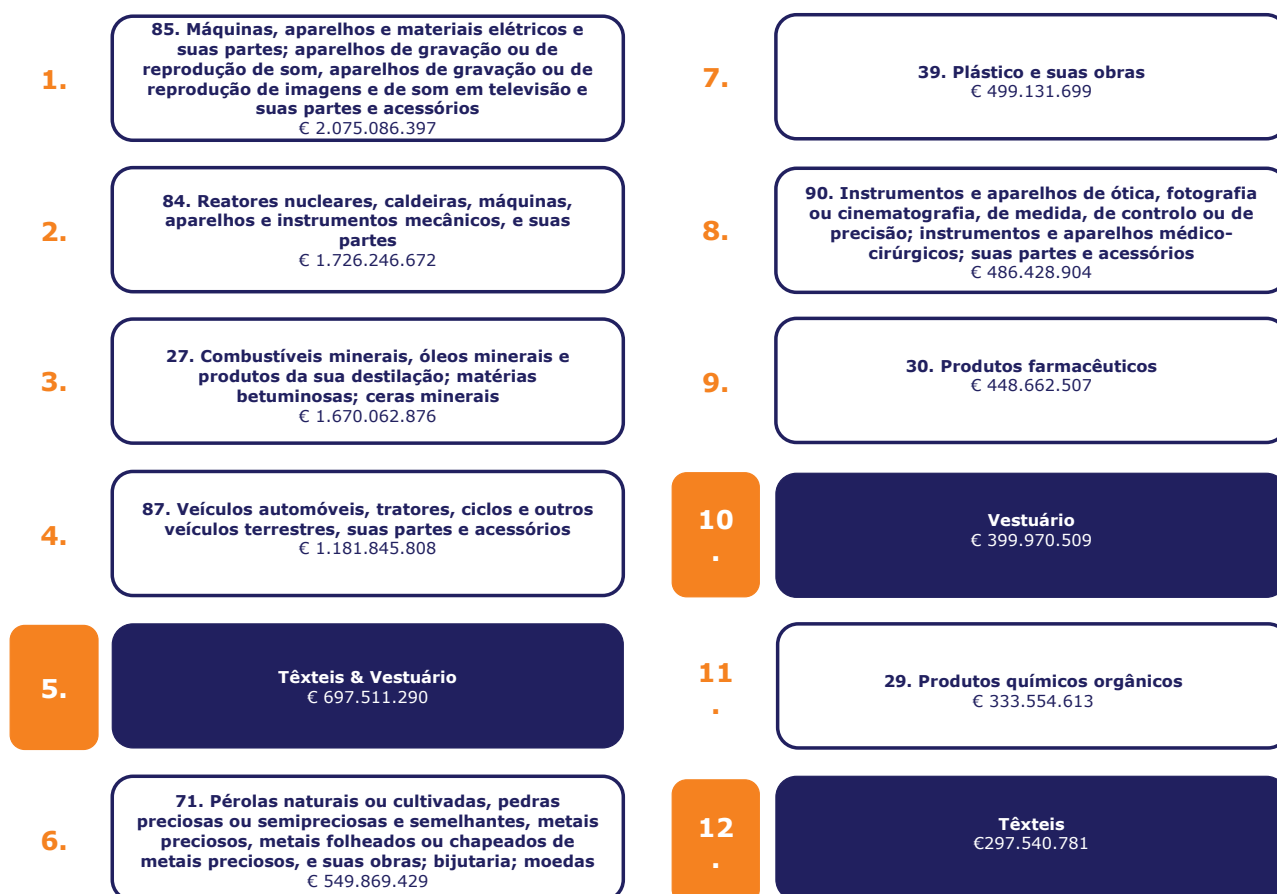 1.
85. Máquinas, aparelhos e materiais elétricos e
suas partes; aparelhos de gravação ou de
reprodução de som, aparelhos de gravação ou de
reprodução de imagens e de som em televisão e
suas partes e acessórios
€ 2.075.086.397
2.
84. Reatores nucleares, caldeiras, máquinas,
aparelhos e instrumentos mecânicos, e suas
partes
€ 1.726.246.672
3.
27. Combustíveis minerais, óleos minerais e
produtos da sua destilação; matérias
betuminosas; ceras minerais
€ 1.670.062.876
4.
87. Veículos automóveis, tratores, ciclos e outros
veículos terrestres, suas partes e acessórios
€ 1.181.845.808
5.
Têxteis & Vestuário
€ 697.511.290
6.
71. Pérolas naturais ou cultivadas, pedras
preciosas ou semipreciosas e semelhantes, metais
preciosos, metais folheados ou chapeados de
metais preciosos, e suas obras; bijutaria; moedas
€ 549.869.429
7.
39. Plástico e suas obras
€ 499.131.699
8.
90. Instrumentos e aparelhos de ótica, fotografia
ou cinematografia, de medida, de controlo ou de
precisão; instrumentos e aparelhos médico-
cirúrgicos; suas partes e acessórios
€ 486.428.904
9.
30. Produtos farmacêuticos
€ 448.662.507
10
.
Vestuário
€ 399.970.509
11
.
29. Produtos químicos orgânicos
€ 333.554.613
12
.
Têxteis
€297.540.781